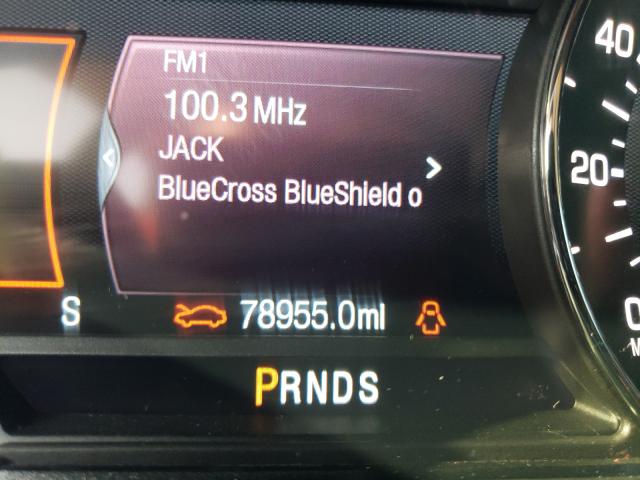 FM1
100.3 MHz
JACK
BlueCross BlueShield o
S
78955.0mi
PRNDS
40
20
0
M